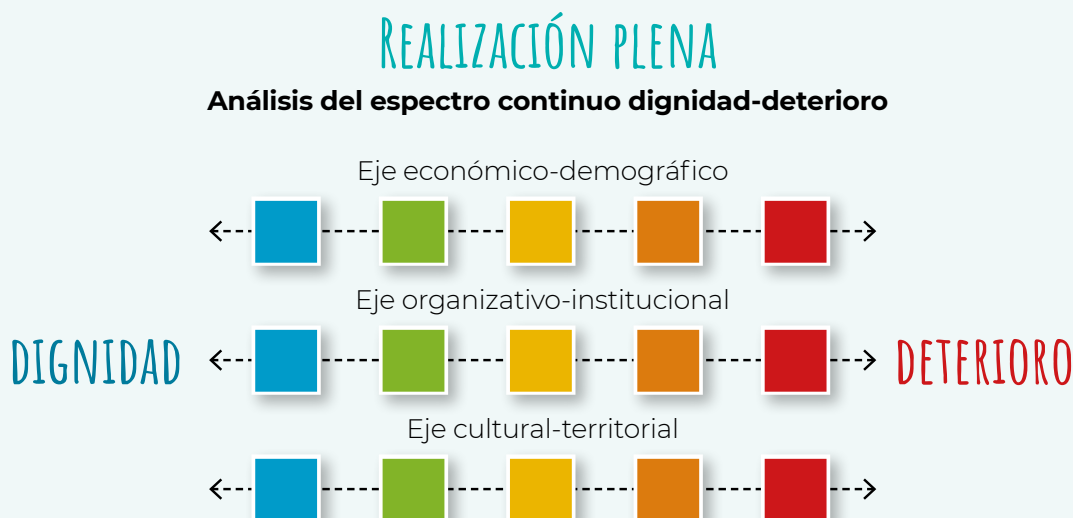 REALIZACIÓN PLENA
Análisis del espectro continuo dignidad-deterioro
Eje económico-demográfico
Eje organizativo-institucional
DIGNIDAD
DETERIORO
Eje cultural-territorial